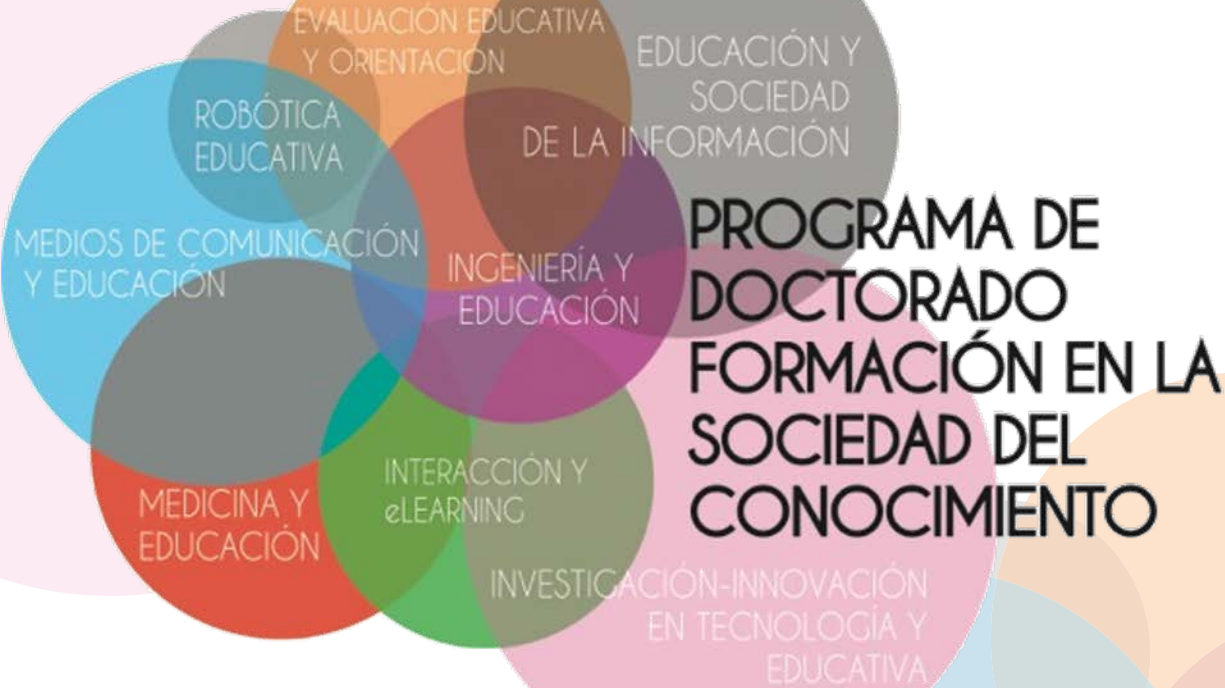 EVALUACIÓN EDUCATIVA
Y ORIENTACIÓN
EDUCACIÓN Y
SOCIEDAD
DE LA INFORMACIÓN
ROBÓTICA
EDUCATIVA
MEDIOS DE COMUNICACIÓN
Y EDUCACIÓN
INGENIERÍA Y
EDUCACIÓN
PROGRAMA DE
DOCTORADO
FORMACIÓN EN LA
SOCIEDAD DEL
CONOCIMIENTO
INTERACCIÓN Y
eLEARNING
MEDICINA Y
EDUCACIÓN
INVESTIGACIÓN-INNOVACIÓN
EN TECNOLOGÍA Y
EDUCATIVA